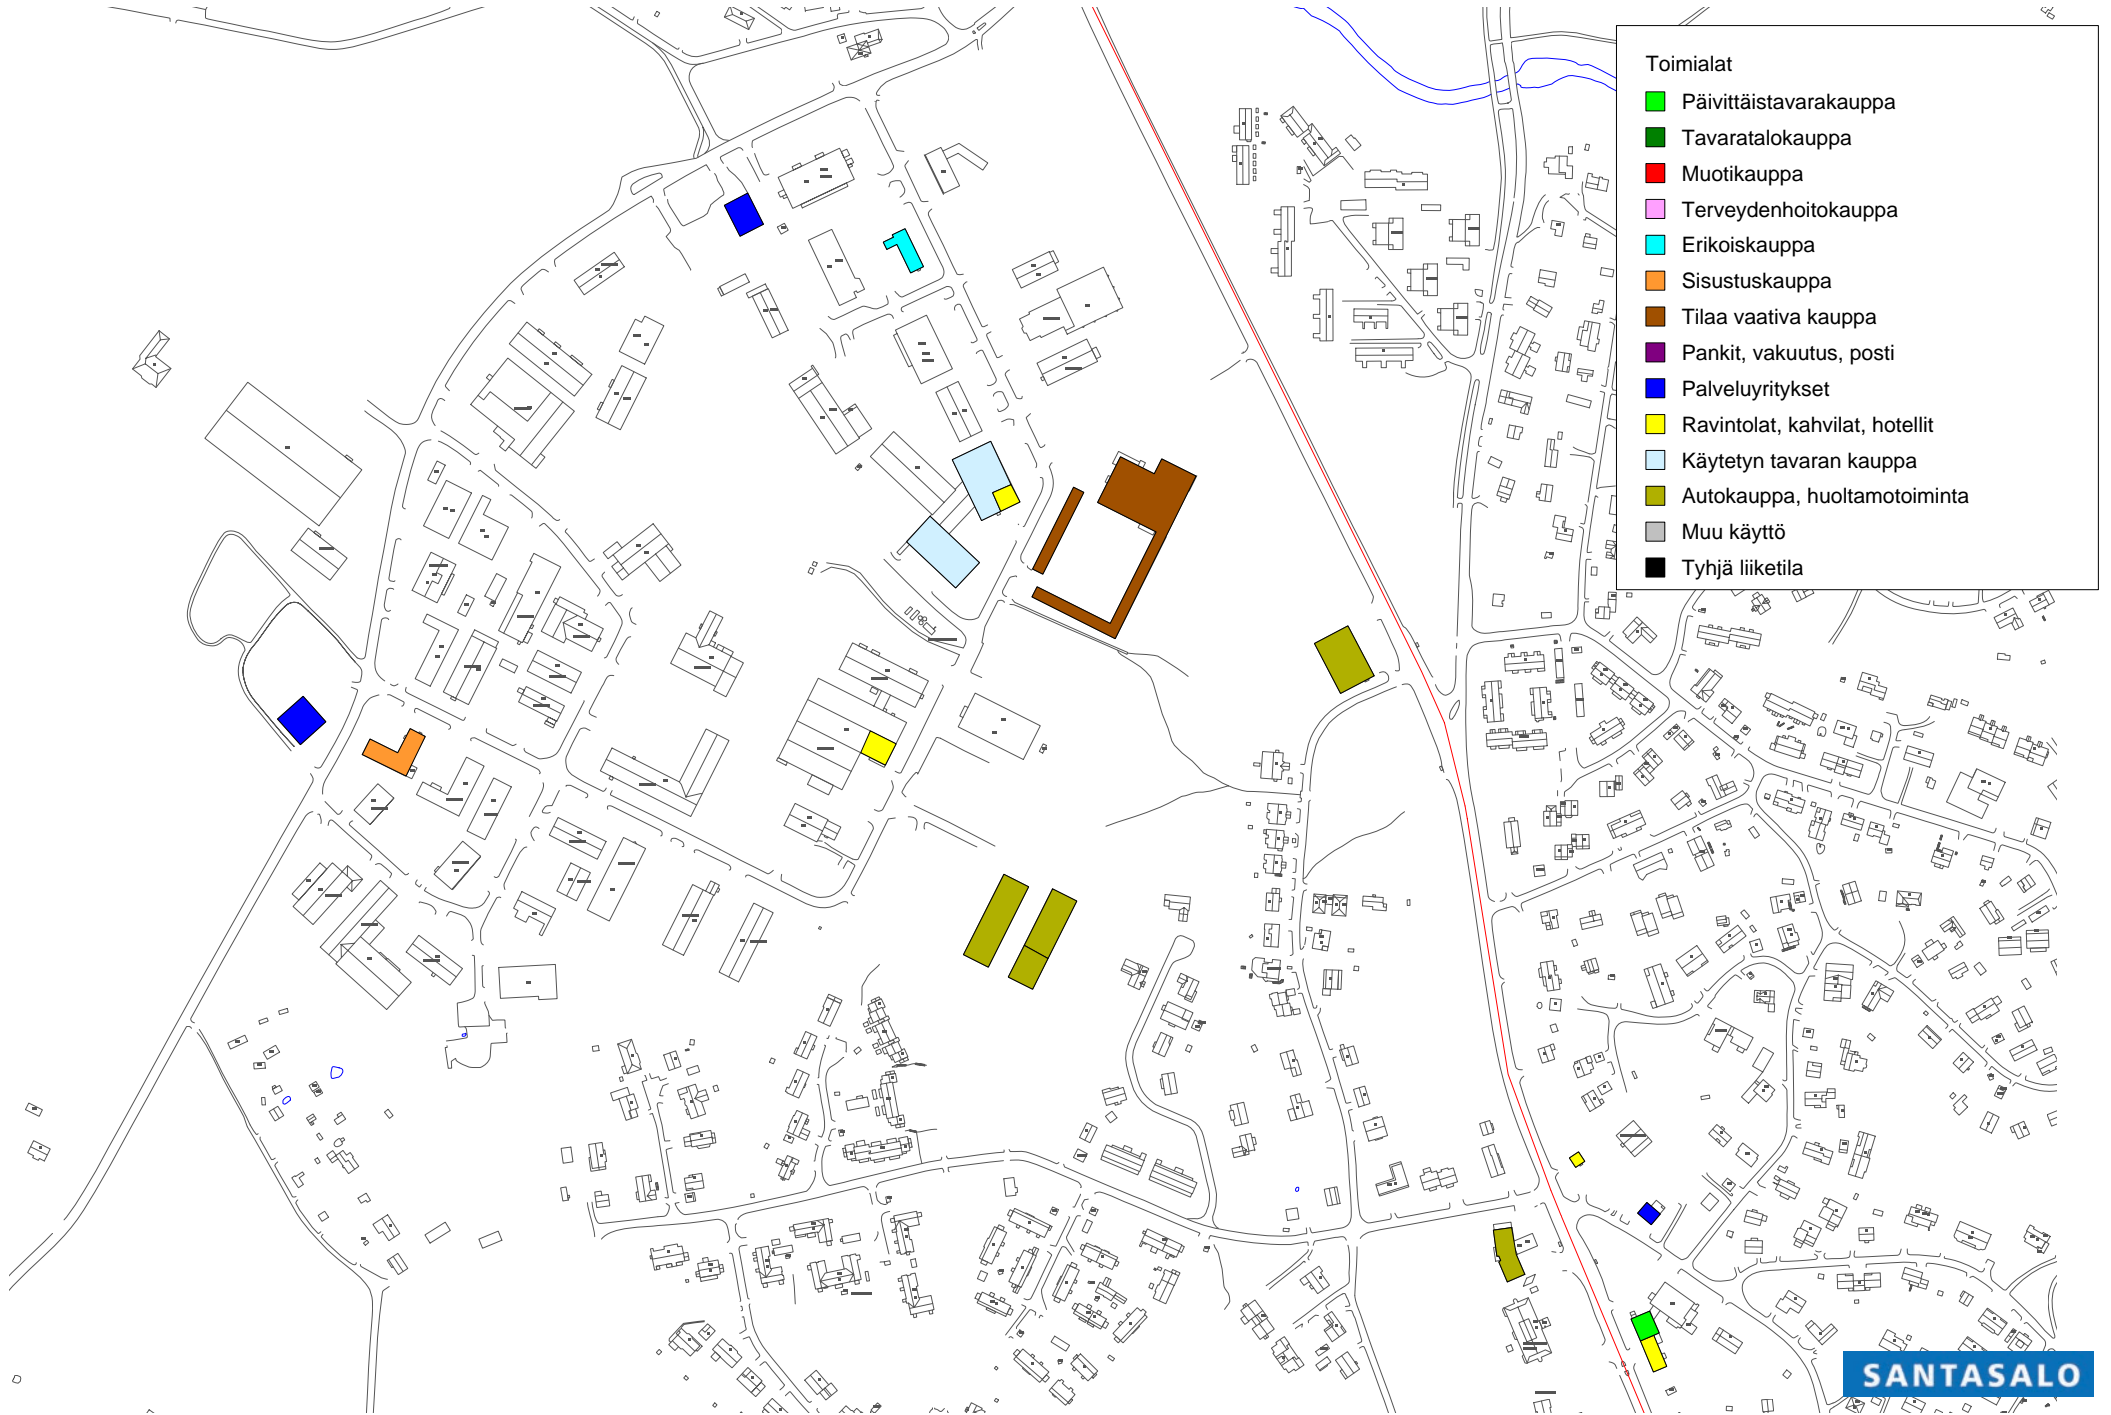 Toimialat
Päivittäistavarakauppa
Tavaratalokauppa
Muotikauppa
Terveydenhoitokauppa
Erikoiskauppa
Sisustuskauppa
Tilaa vaativa kauppa
Pankit, vakuutus, posti
Palveluyritykset
Ravintolat, kahvilat, hotellit
Käytetyn tavaran kauppa
Autokauppa, huoltamotoiminta
Muu käyttö
Tyhjä liiketila
SANTASALO